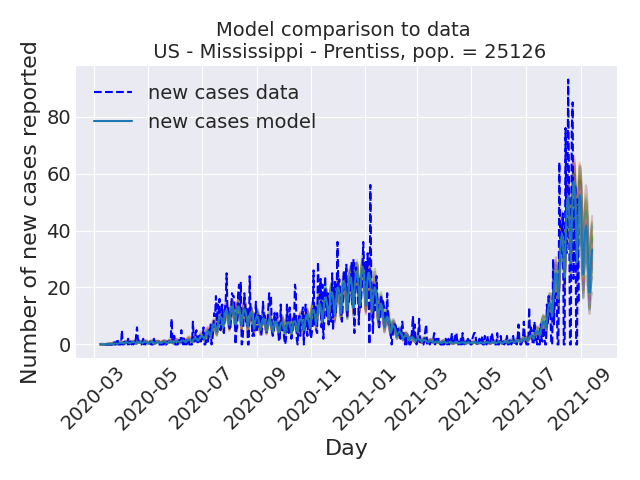 Model comparison to data
US - Mississippi - Prentiss, pop. = 25126
new cases data
new cases model
Number of new cases reported
80
60
40
20
0
2020-03
2020-05
2020-07
2020-09
2020-11
2021-01
2021-03
2021-05
2021-07
2021-09
Day